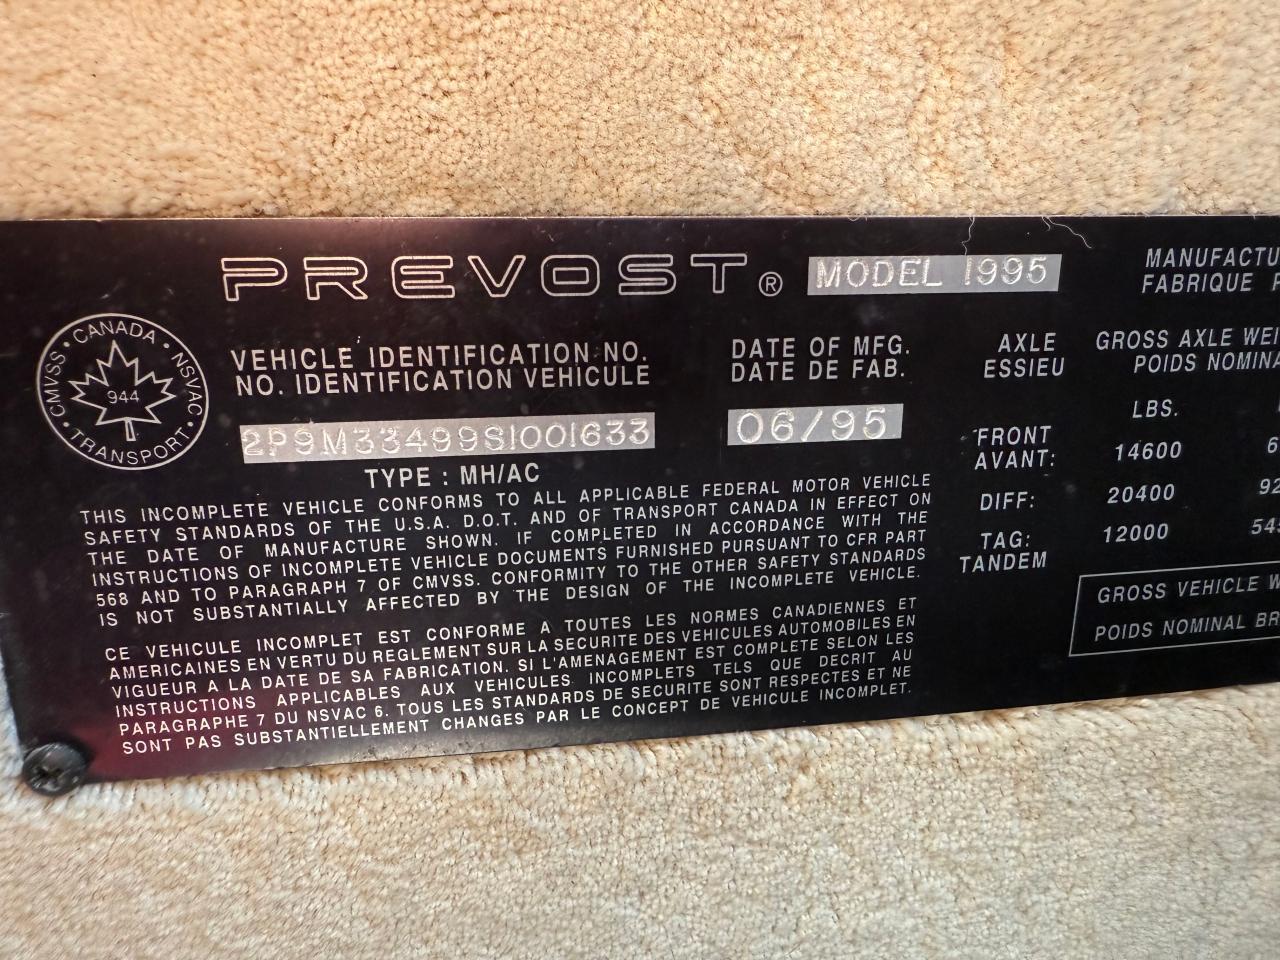 PREVOST® MODEL 1995
MANUFACTU
FABRIQUE P
CMVSS · CANADA · NSVAC · TRANSPORT ·
944
VEHICLE IDENTIFICATION NO.
NO. IDENTIFICATION VEHICULE
2P9M33499S1001633
TYPE : MH/AC
DATE OF MFG.
DATE DE FAB.
06/95
AXLE
ESSIEU
GROSS AXLE WEI
POIDS NOMINA
LBS.
FRONT
AVANT: 14600 6
DIFF: 20400 92
TAG: 12000 54
TANDEM
GROSS VEHICLE W
POIDS NOMINAL BR
THIS INCOMPLETE VEHICLE CONFORMS TO ALL APPLICABLE FEDERAL MOTOR VEHICLE
SAFETY STANDARDS OF THE U.S.A. D.O.T. AND OF TRANSPORT CANADA IN EFFECT ON
THE DATE OF MANUFACTURE SHOWN. IF COMPLETED IN ACCORDANCE WITH THE
INSTRUCTIONS OF INCOMPLETE VEHICLE DOCUMENTS FURNISHED PURSUANT TO CFR PART
568 AND TO PARAGRAPH 7 OF CMVSS. CONFORMITY TO THE OTHER SAFETY STANDARDS
IS NOT SUBSTANTIALLY AFFECTED BY THE DESIGN OF THE INCOMPLETE VEHICLE.
CE VEHICULE INCOMPLET EST CONFORME A TOUTES LES NORMES CANADIENNES ET
AMERICAINES EN VERTU DU REGLEMENT SUR LA SECURITE DES VEHICULES AUTOMOBILES EN
VIGUEUR A LA DATE DE SA FABRICATION. SI L'AMENAGEMENT EST COMPLETE SELON LES
INSTRUCTIONS APPLICABLES AUX VEHICULES INCOMPLETS TELS QUE DECRIT AU
PARAGRAPHE 7 DU NSVAC 6. TOUS LES STANDARDS DE SECURITE SONT RESPECTES ET NE
SONT PAS SUBSTANTIELLEMENT CHANGES PAR LE CONCEPT DE VEHICULE INCOMPLET.